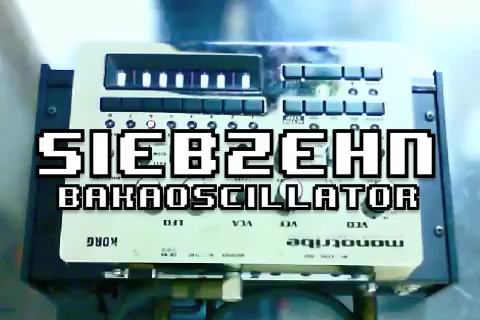 SIEBZEHN
BAKAOSCILLATOR
LFO VCA VCF VCO
KORG monotribe